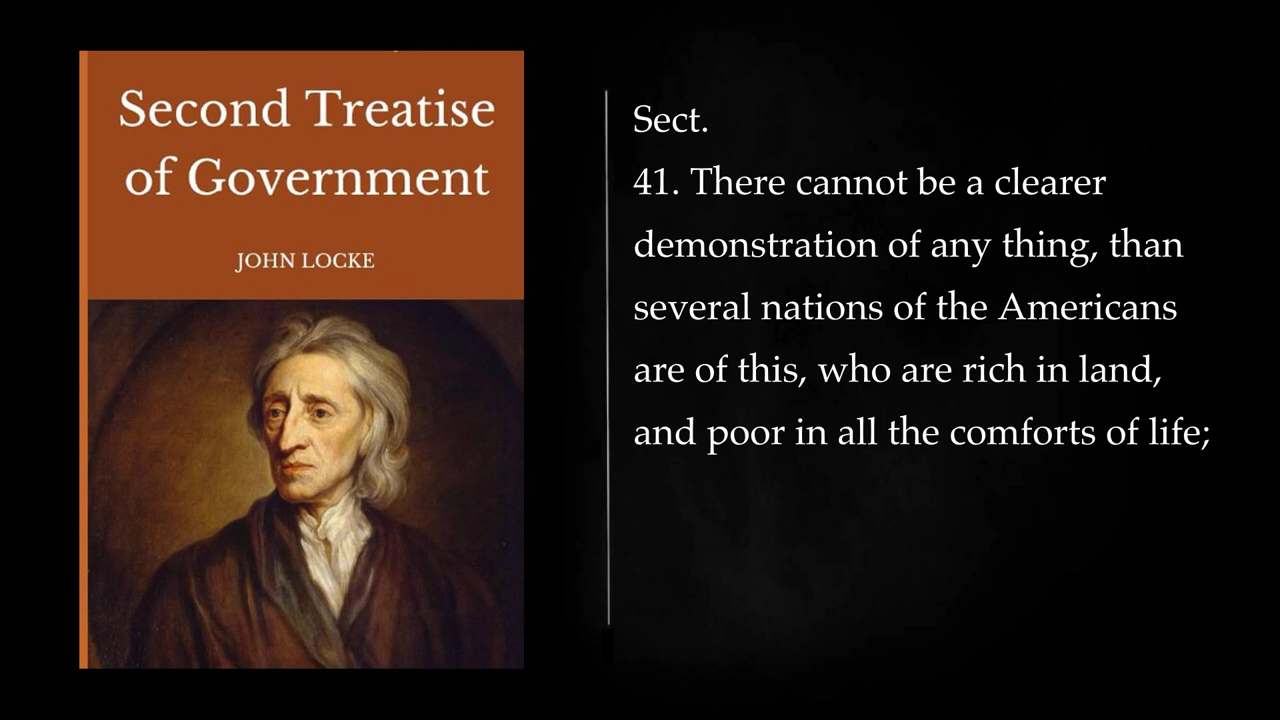 Second Treatise
of Government
JOHN LOCKE
Sect.
41. There cannot be a clearer
demonstration of any thing, than
several nations of the Americans
are of this, who are rich in land,
and poor in all the comforts of life;